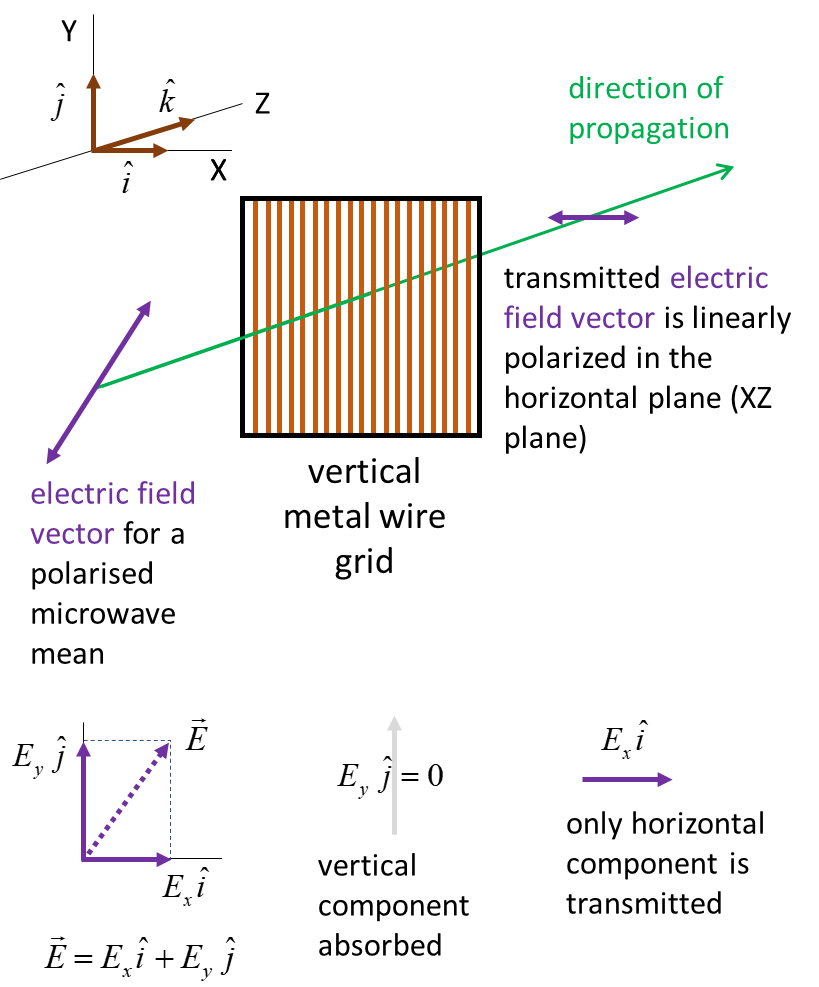 Y
ĵ
k̂
Z
X
î
direction of
propagation
transmitted electric
field vector is linearly
polarized in the
horizontal plane (XZ
plane)
vertical
metal wire
grid
electric field
vector for a
polarised
microwave
mean
E_y ĵ
E⃗
E_x î
E⃗ = E_x î + E_y ĵ
E_y ĵ = 0
vertical
component
absorbed
E_x î
only horizontal
component is
transmitted